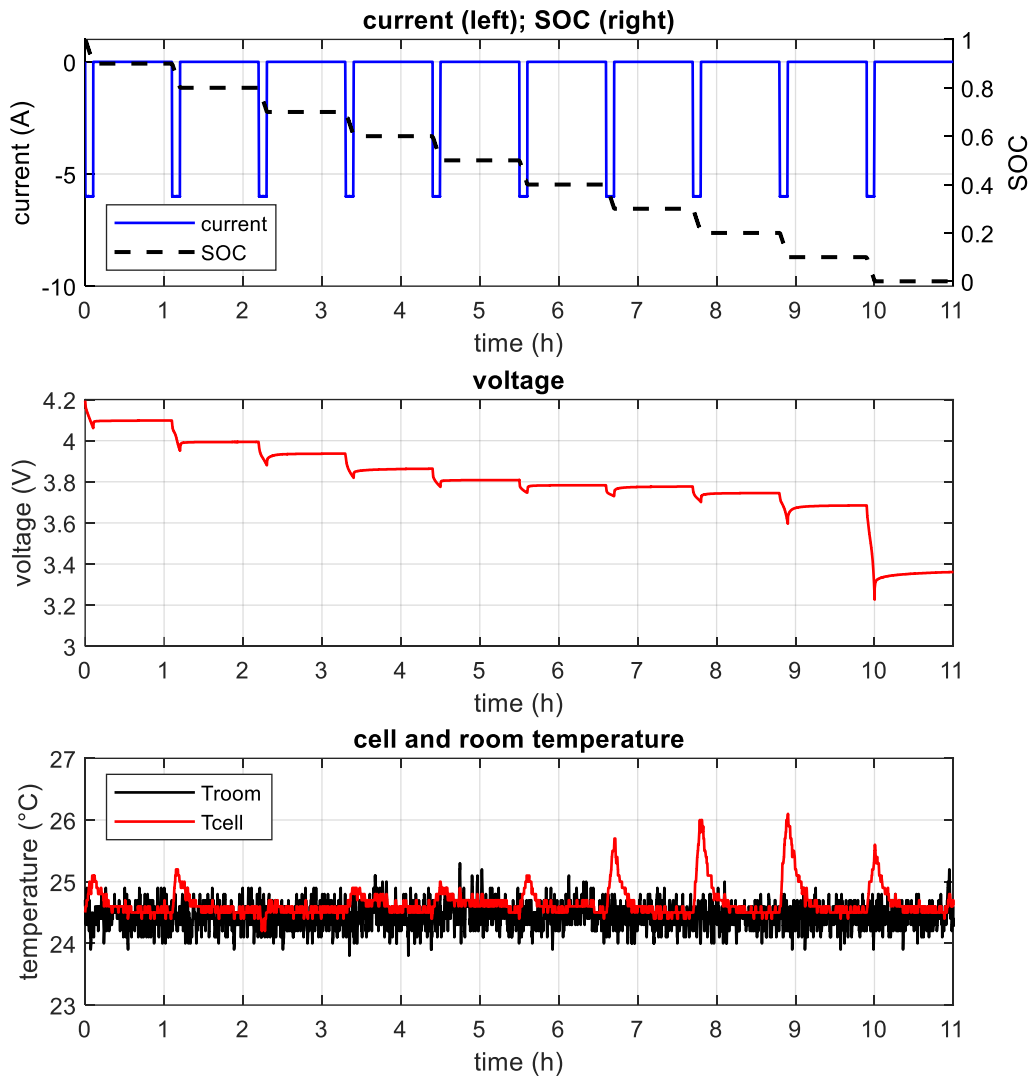 current (left); SOC (right)
current (A)
0
-5
-10
1
0.8
0.6
0.4
0.2
0
SOC
current
SOC
0 1 2 3 4 5 6 7 8 9 10 11
time (h)
voltage
voltage (V)
4.2
4
3.8
3.6
3.4
3.2
3
0 1 2 3 4 5 6 7 8 9 10 11
time (h)
cell and room temperature
temperature (°C)
27
26
25
24
23
Troom
Tcell
0 1 2 3 4 5 6 7 8 9 10 11
time (h)